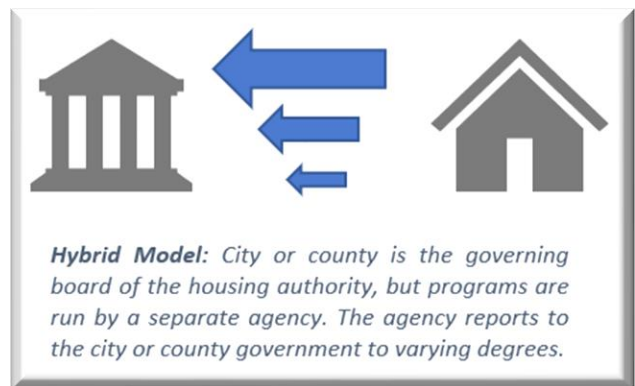 Hybrid Model: City or county is the governing
board of the housing authority, but programs are
run by a separate agency. The agency reports to
the city or county government to varying degrees.